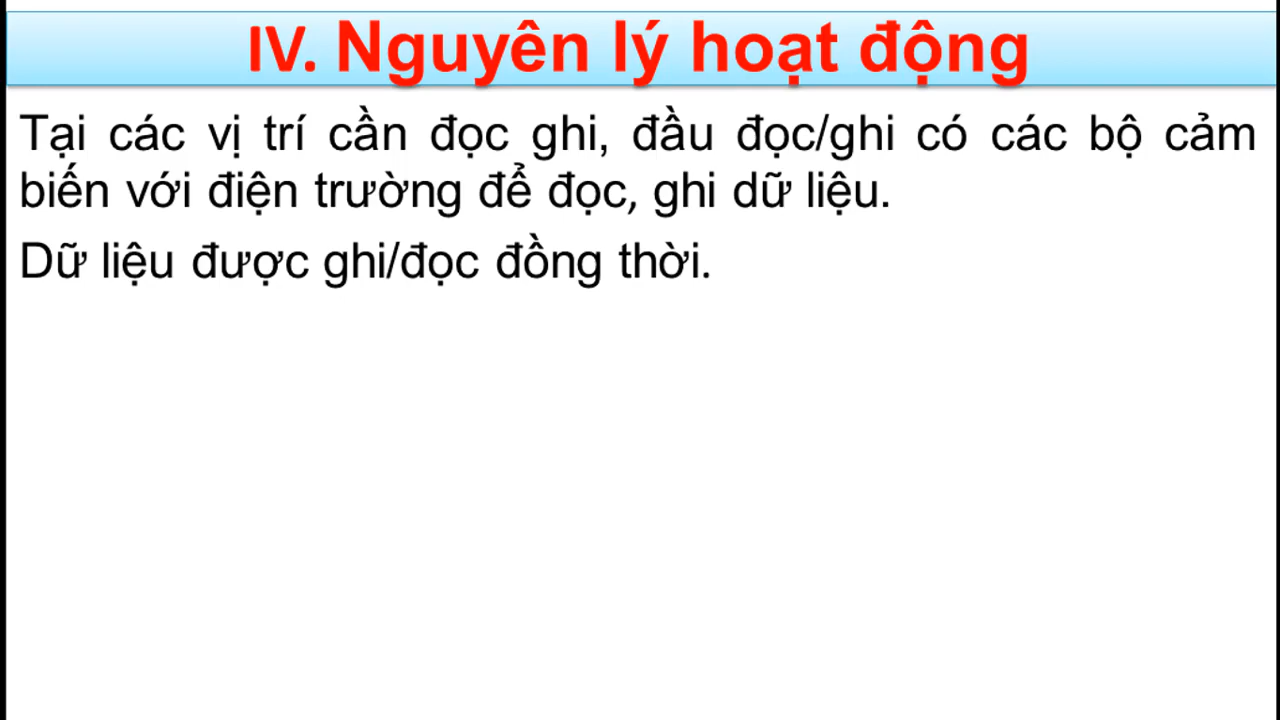 IV. Nguyên lý hoạt động
Tại các vị trí cần đọc ghi, đầu đọc/ghi có các bộ cảm
biến với điện trường để đọc, ghi dữ liệu.
Dữ liệu được ghi/đọc đồng thời.